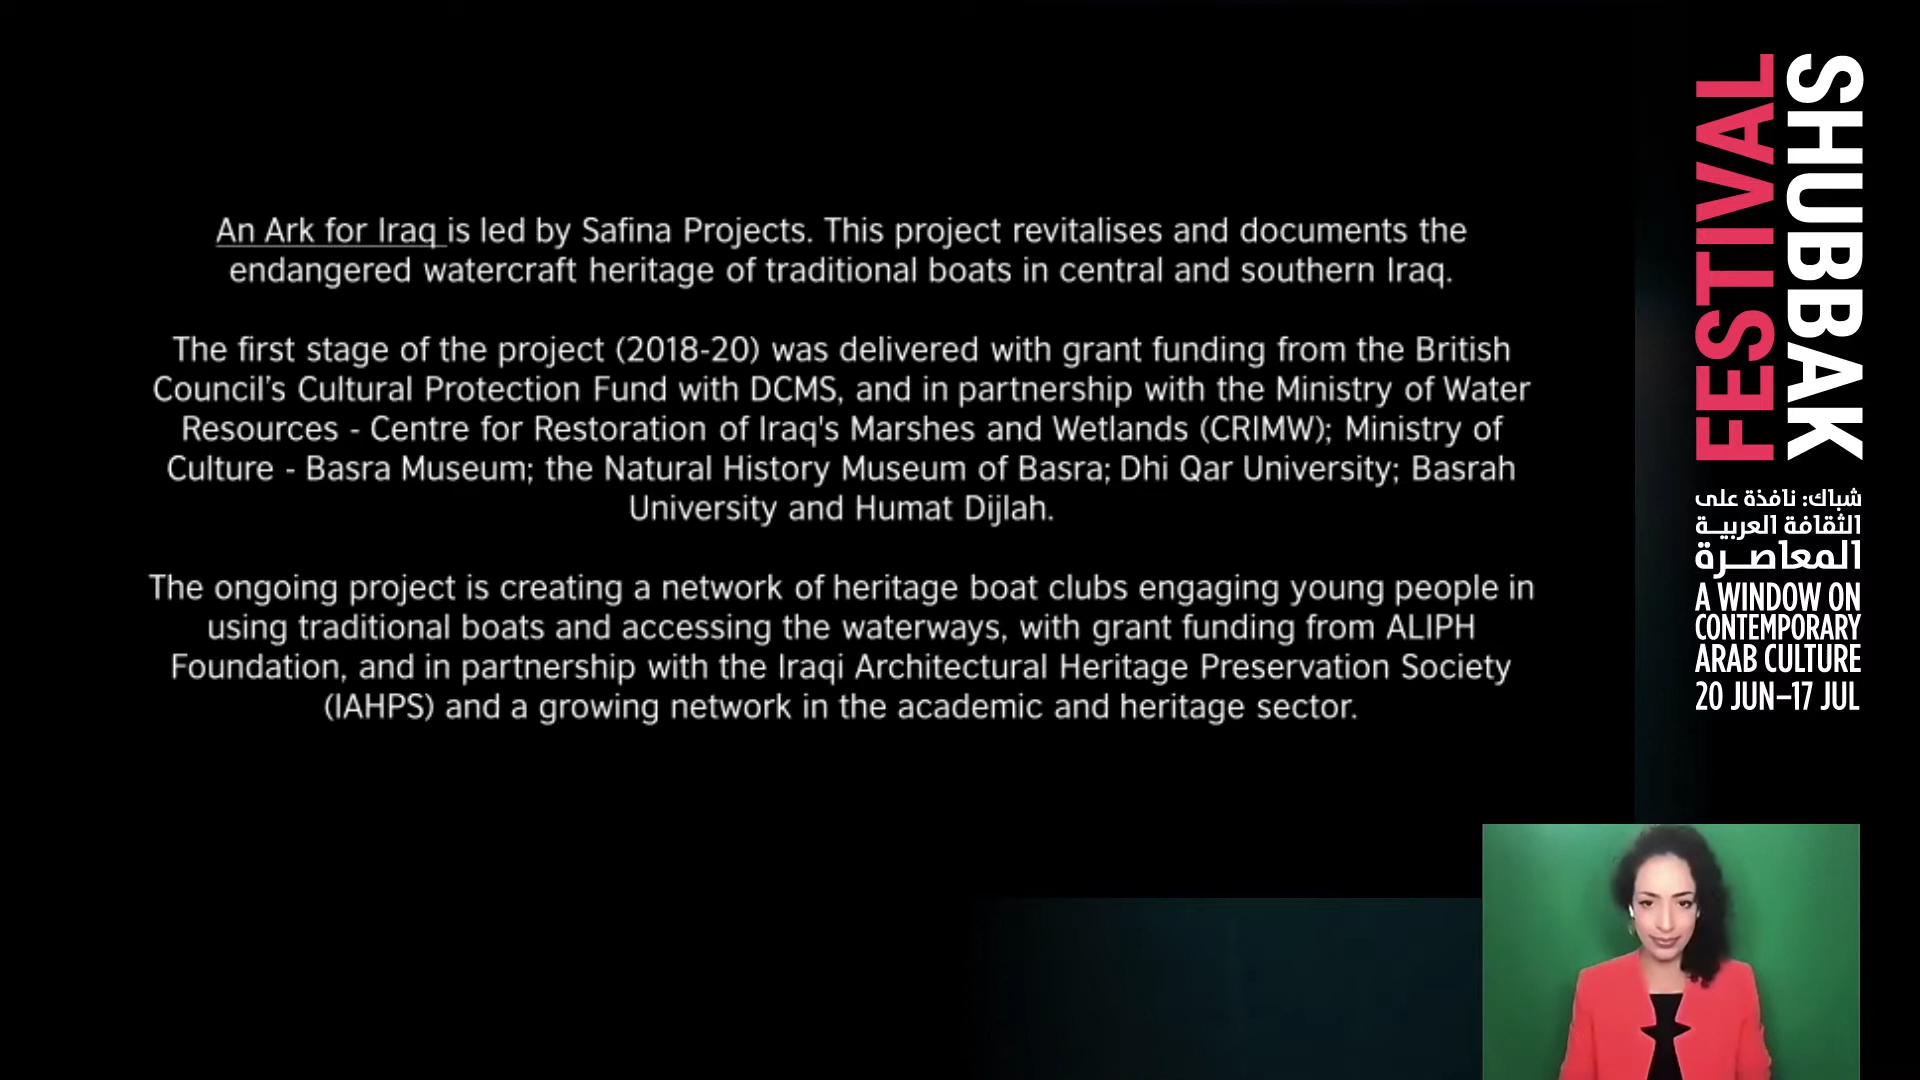 An Ark for Iraq is led by Safina Projects. This project revitalises and documents the
endangered watercraft heritage of traditional boats in central and southern Iraq.
The first stage of the project (2018-20) was delivered with grant funding from the British
Council's Cultural Protection Fund with DCMS, and in partnership with the Ministry of Water
Resources - Centre for Restoration of Iraq's Marshes and Wetlands (CRIMW); Ministry of
Culture - Basra Museum; the Natural History Museum of Basra; Dhi Qar University; Basrah
University and Humat Dijlah.
The ongoing project is creating a network of heritage boat clubs engaging young people in
using traditional boats and accessing the waterways, with grant funding from ALIPH
Foundation, and in partnership with the Iraqi Architectural Heritage Preservation Society
(IAHPS) and a growing network in the academic and heritage sector.
SHUBBAK
FESTIVAL
شباك: نافذة على
الثقافة العربيــة
المعاصــرة
A WINDOW ON
CONTEMPORARY
ARAB CULTURE
20 JUN–17 JUL